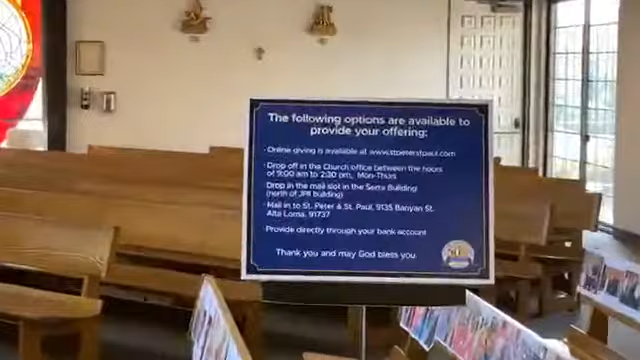 The following options are available to
provide your offering:
· Online giving is available at www.stpeterstpaul.com
· Drop off in the Church office between the hours
of 9:00 am to 2:30 pm, Mon-Thurs
· Drop in the mail slot in the Serra Building
(north of JPII building)
· Mail in to St. Peter & St. Paul, 9135 Banyan St.
Alta Loma, 91737
· Provide directly through your bank account
Thank you and may God bless you.